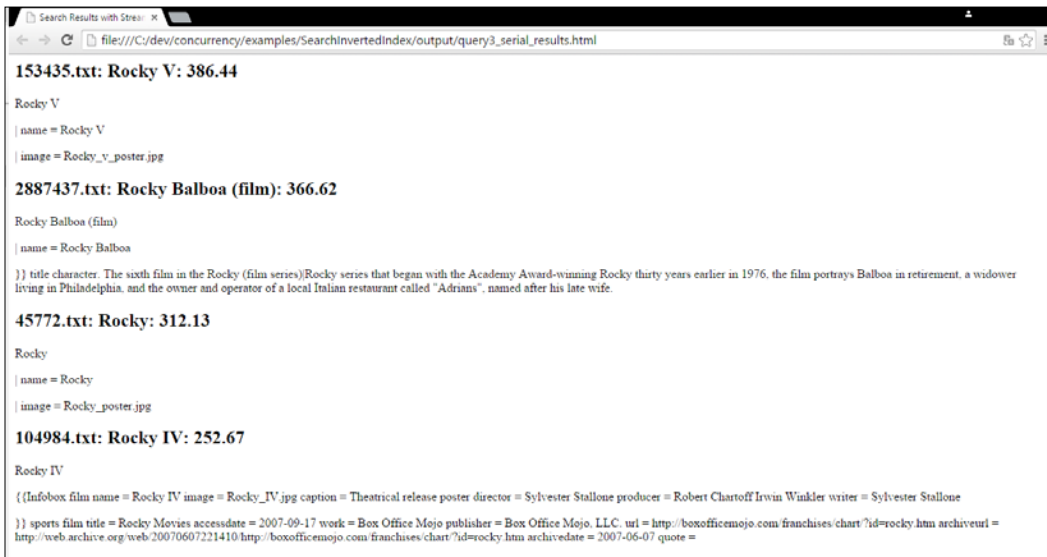 Search Results with Strear
file:///C:/dev/concurrency/examples/SearchInvertedIndex/output/query3_serial_results.html
153435.txt: Rocky V: 386.44
Rocky V
| name = Rocky V
| image = Rocky_v_poster.jpg
2887437.txt: Rocky Balboa (film): 366.62
Rocky Balboa (film)
| name = Rocky Balboa
}} title character. The sixth film in the Rocky (film series)|Rocky series that began with the Academy Award-winning Rocky thirty years earlier in 1976, the film portrays Balboa in retirement, a widower
living in Philadelphia, and the owner and operator of a local Italian restaurant called "Adrians", named after his late wife.
45772.txt: Rocky: 312.13
Rocky
| name = Rocky
| image = Rocky_poster.jpg
104984.txt: Rocky IV: 252.67
Rocky IV
{{Infobox film name = Rocky IV image = Rocky_IV.jpg caption = Theatrical release poster director = Sylvester Stallone producer = Robert Chartoff Irwin Winkler writer = Sylvester Stallone
}} sports film title = Rocky Movies accessdate = 2007-09-17 work = Box Office Mojo publisher = Box Office Mojo, LLC. url = http://boxofficemojo.com/franchises/chart/?id=rocky.htm archiveurl =
http://web.archive.org/web/20070607221410/http://boxofficemojo.com/franchises/chart/?id=rocky.htm archivedate = 2007-06-07 quote =